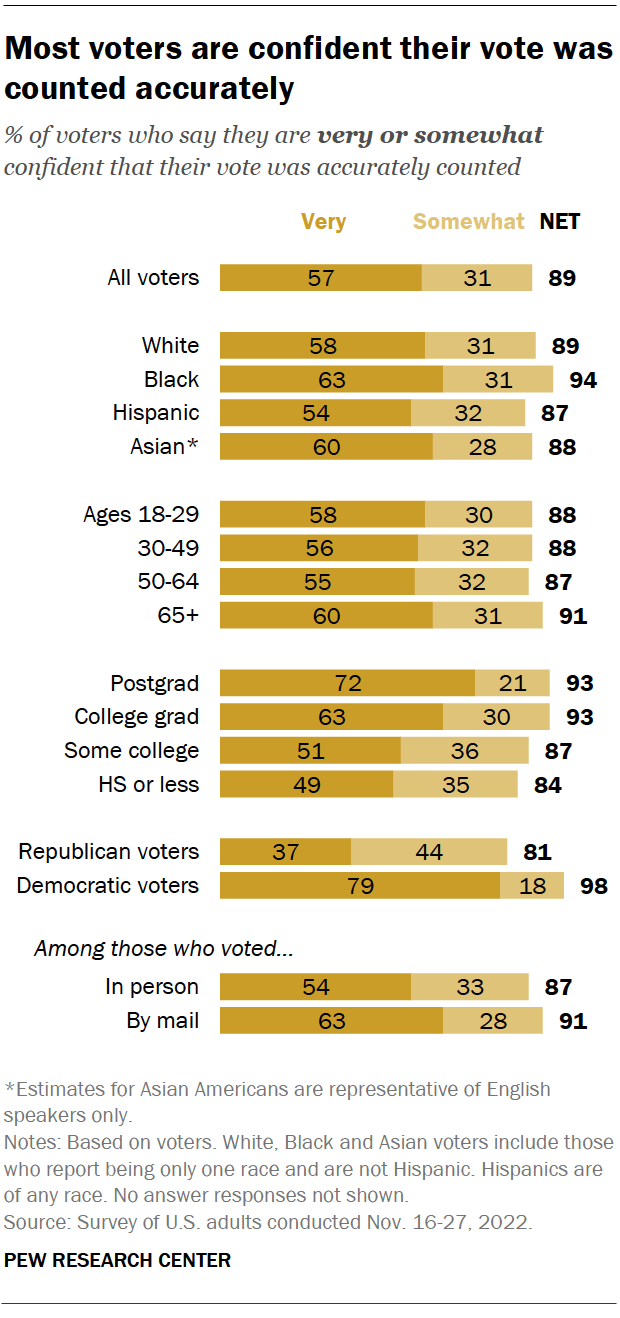 Most voters are confident their vote was
counted accurately
% of voters who say they are very or somewhat
confident that their vote was accurately counted
Very Somewhat NET
All voters 57 31 89
White 58 31 89
Black 63 31 94
Hispanic 54 32 87
Asian* 60 28 88
Ages 18-29 58 30 88
30-49 56 32 88
50-64 55 32 87
65+ 60 31 91
Postgrad 72 21 93
College grad 63 30 93
Some college 51 36 87
HS or less 49 35 84
Republican voters 37 44 81
Democratic voters 79 18 98
Among those who voted...
In person 54 33 87
By mail 63 28 91
*Estimates for Asian Americans are representative of English
speakers only.
Notes: Based on voters. White, Black and Asian voters include those
who report being only one race and are not Hispanic. Hispanics are
of any race. No answer responses not shown.
Source: Survey of U.S. adults conducted Nov. 16-27, 2022.
PEW RESEARCH CENTER